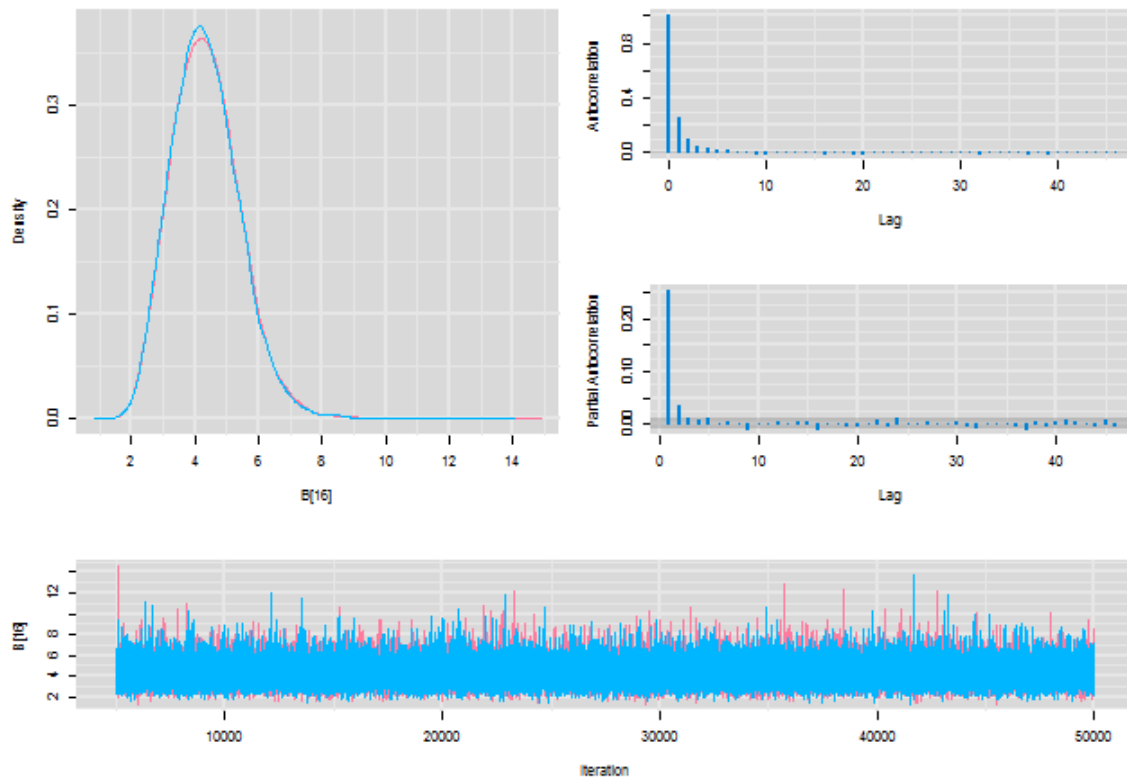 Density
0.0
0.1
0.2
0.3
2 4 6 8 10 12 14
B[16]
Autocorrelation
0.0 0.4 0.8
0 10 20 30 40
Lag
Partial Autocorrelation
0.00 0.10 0.20
0 10 20 30 40
Lag
B[16]
2 4 6 8 12
10000 20000 30000 40000 50000
Iteration